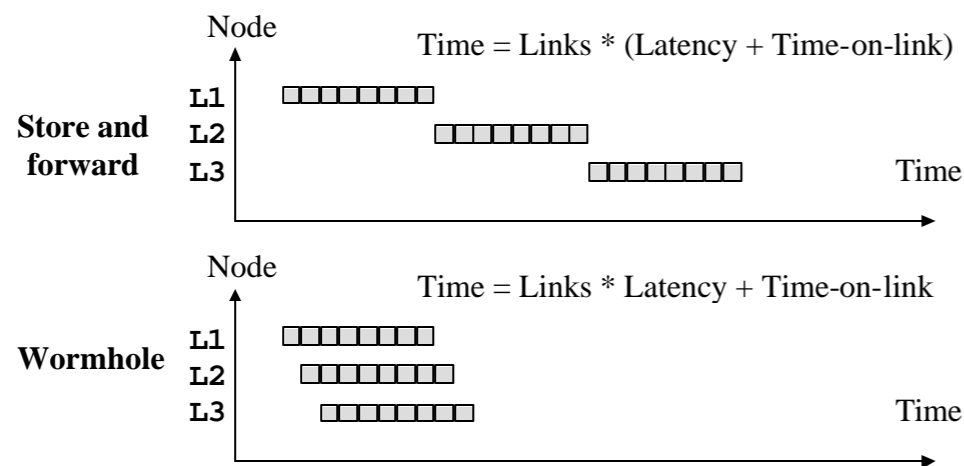 Node
Time = Links * (Latency + Time-on-link)
L1
Store and
forward
L2
L3
Time
Node
Time = Links * Latency + Time-on-link
L1
Wormhole
L2
L3
Time